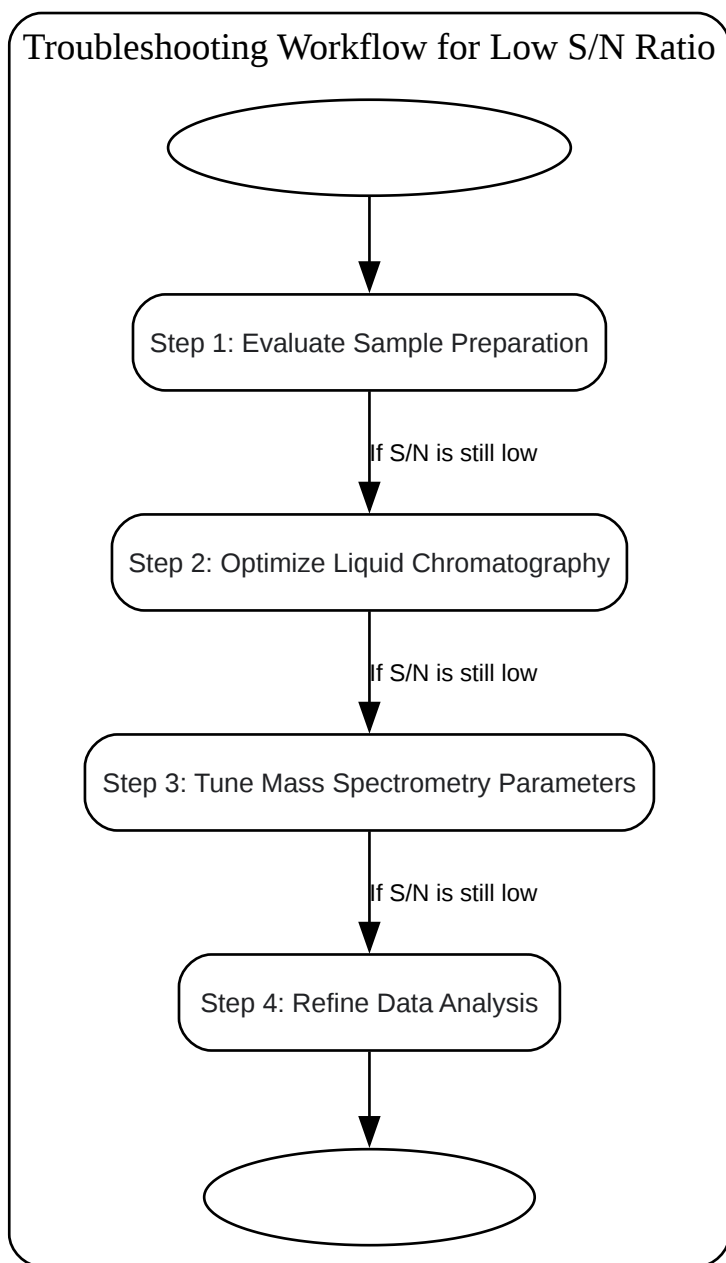 Troubleshooting Workflow for Low S/N Ratio
Step 1: Evaluate Sample Preparation
If S/N is still low
Step 2: Optimize Liquid Chromatography
If S/N is still low
Step 3: Tune Mass Spectrometry Parameters
If S/N is still low
Step 4: Refine Data Analysis